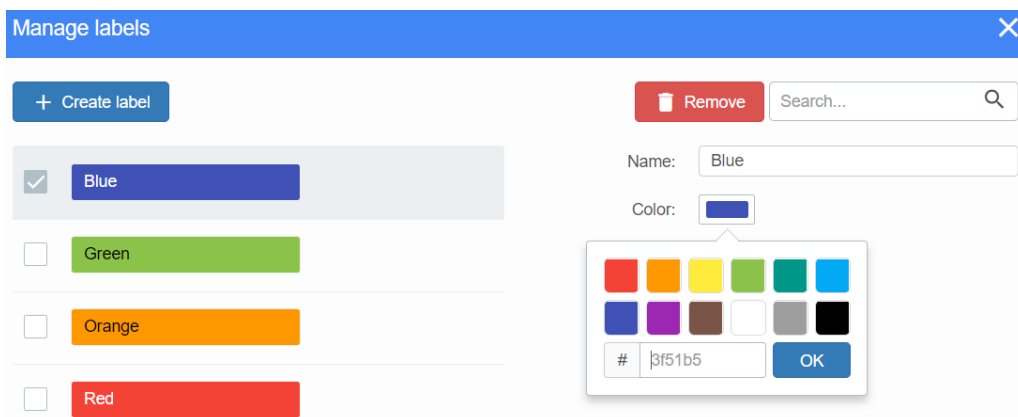 Manage labels
Create label
Remove
Search...
Blue
Green
Orange
Red
Name: Blue
Color:
# 3f51b5 OK